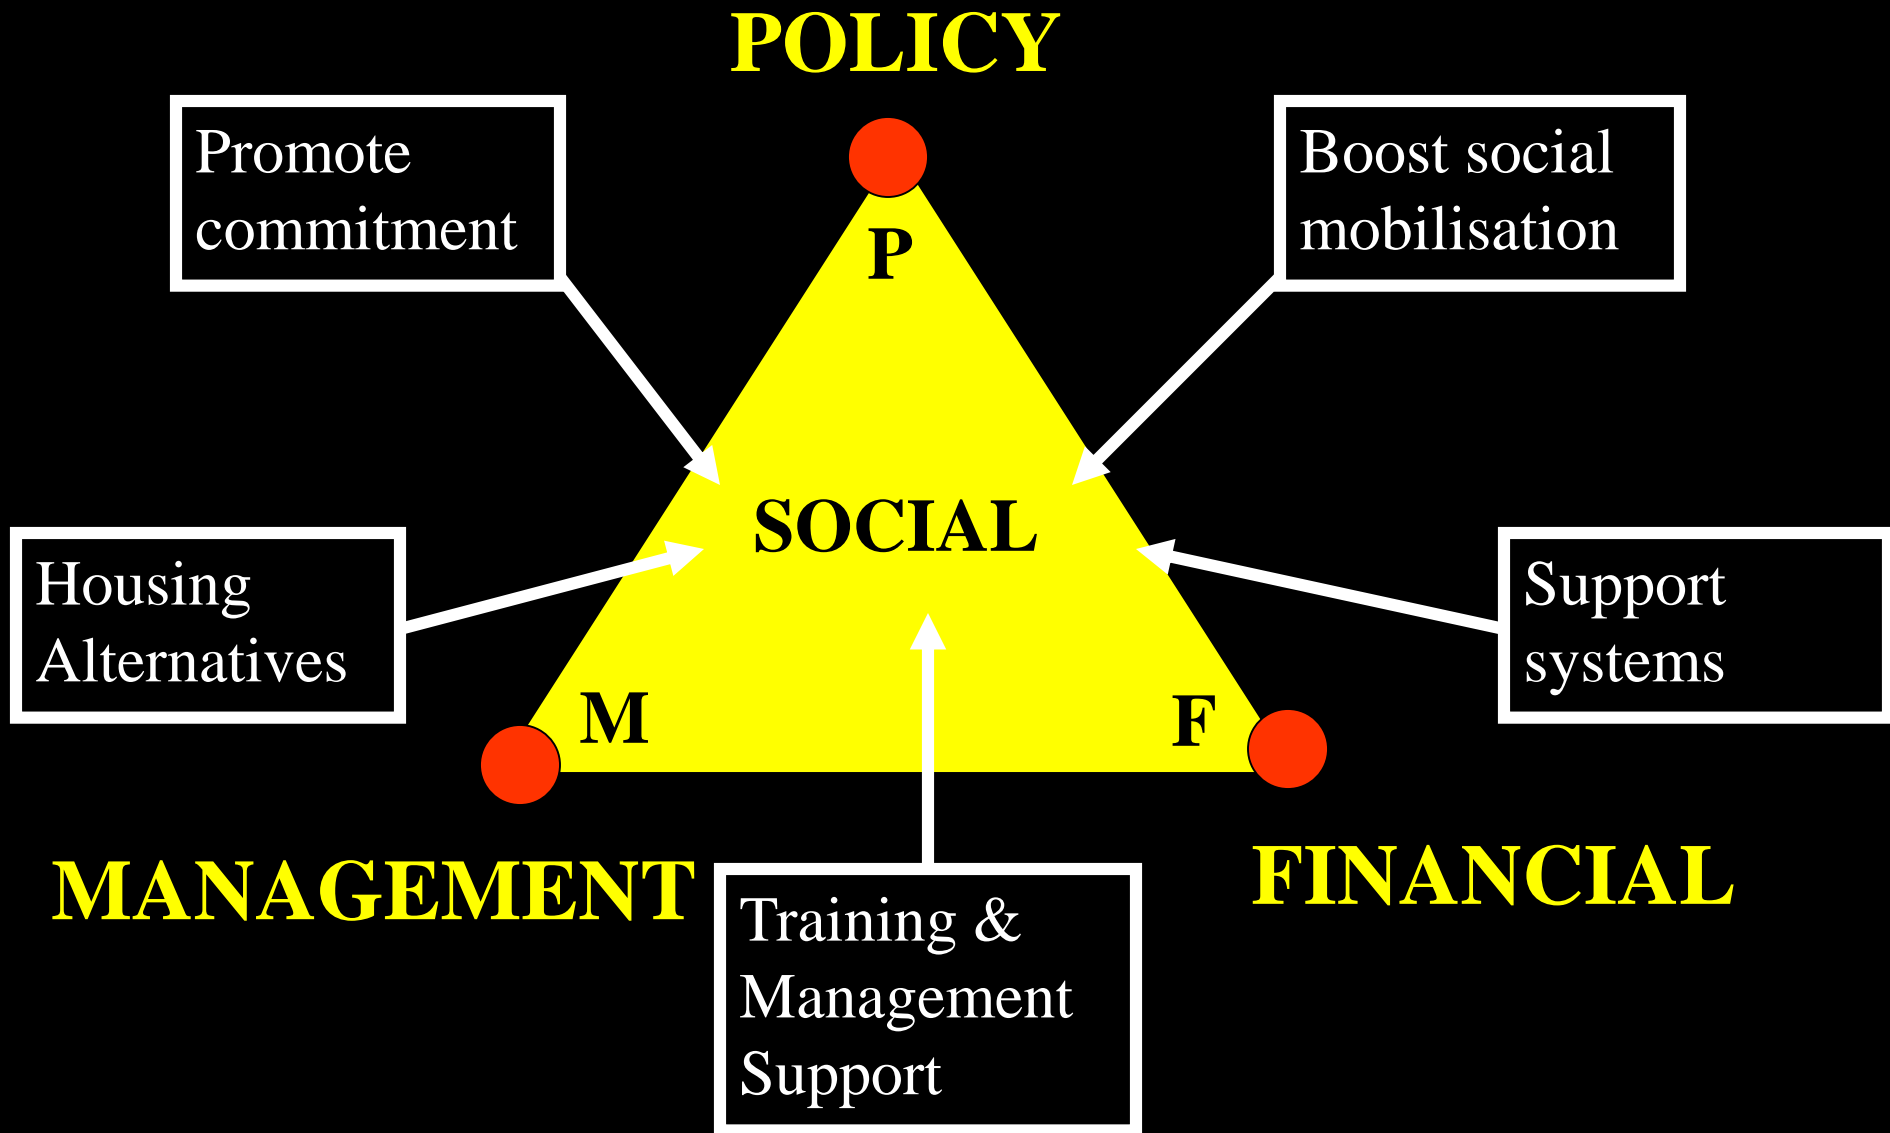 POLICY
Promote
commitment
Boost social
mobilisation
P
SOCIAL
Housing
Alternatives
Support
systems
M
F
MANAGEMENT
FINANCIAL
Training &
Management
Support